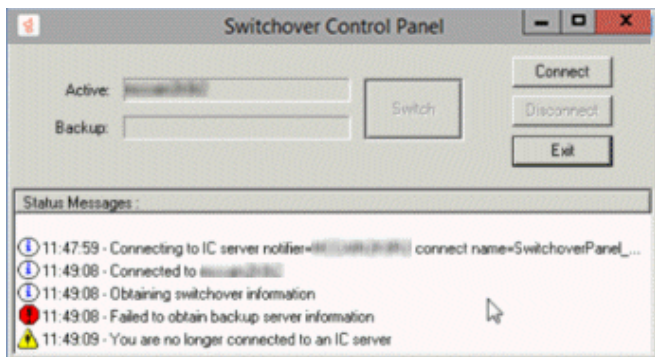 Switchover Control Panel
Active:
Switch
Connect
Disconnect
Backup:
Exit
Status Messages :
11:47:59 - Connecting to IC server notifier= connect name=SwitchoverPanel_...
11:49:08 - Connected to
11:49:08 - Obtaining switchover information
11:49:08 - Failed to obtain backup server information
11:49:09 - You are no longer connected to an IC server